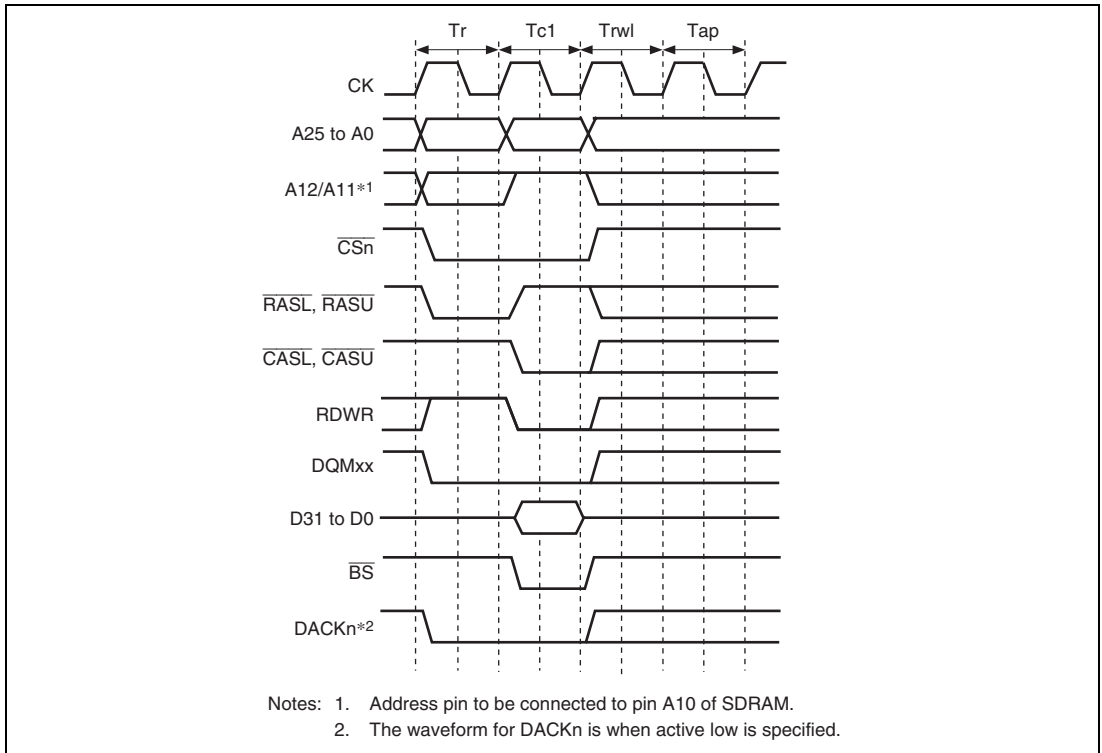 Tr Tc1 Trwl Tap
CK
A25 to A0
A12/A11*1
CSn
RASL, RASU
CASL, CASU
RDWR
DQMxx
D31 to D0
BS
DACKn*2
Notes: 1. Address pin to be connected to pin A10 of SDRAM.
2. The waveform for DACKn is when active low is specified.